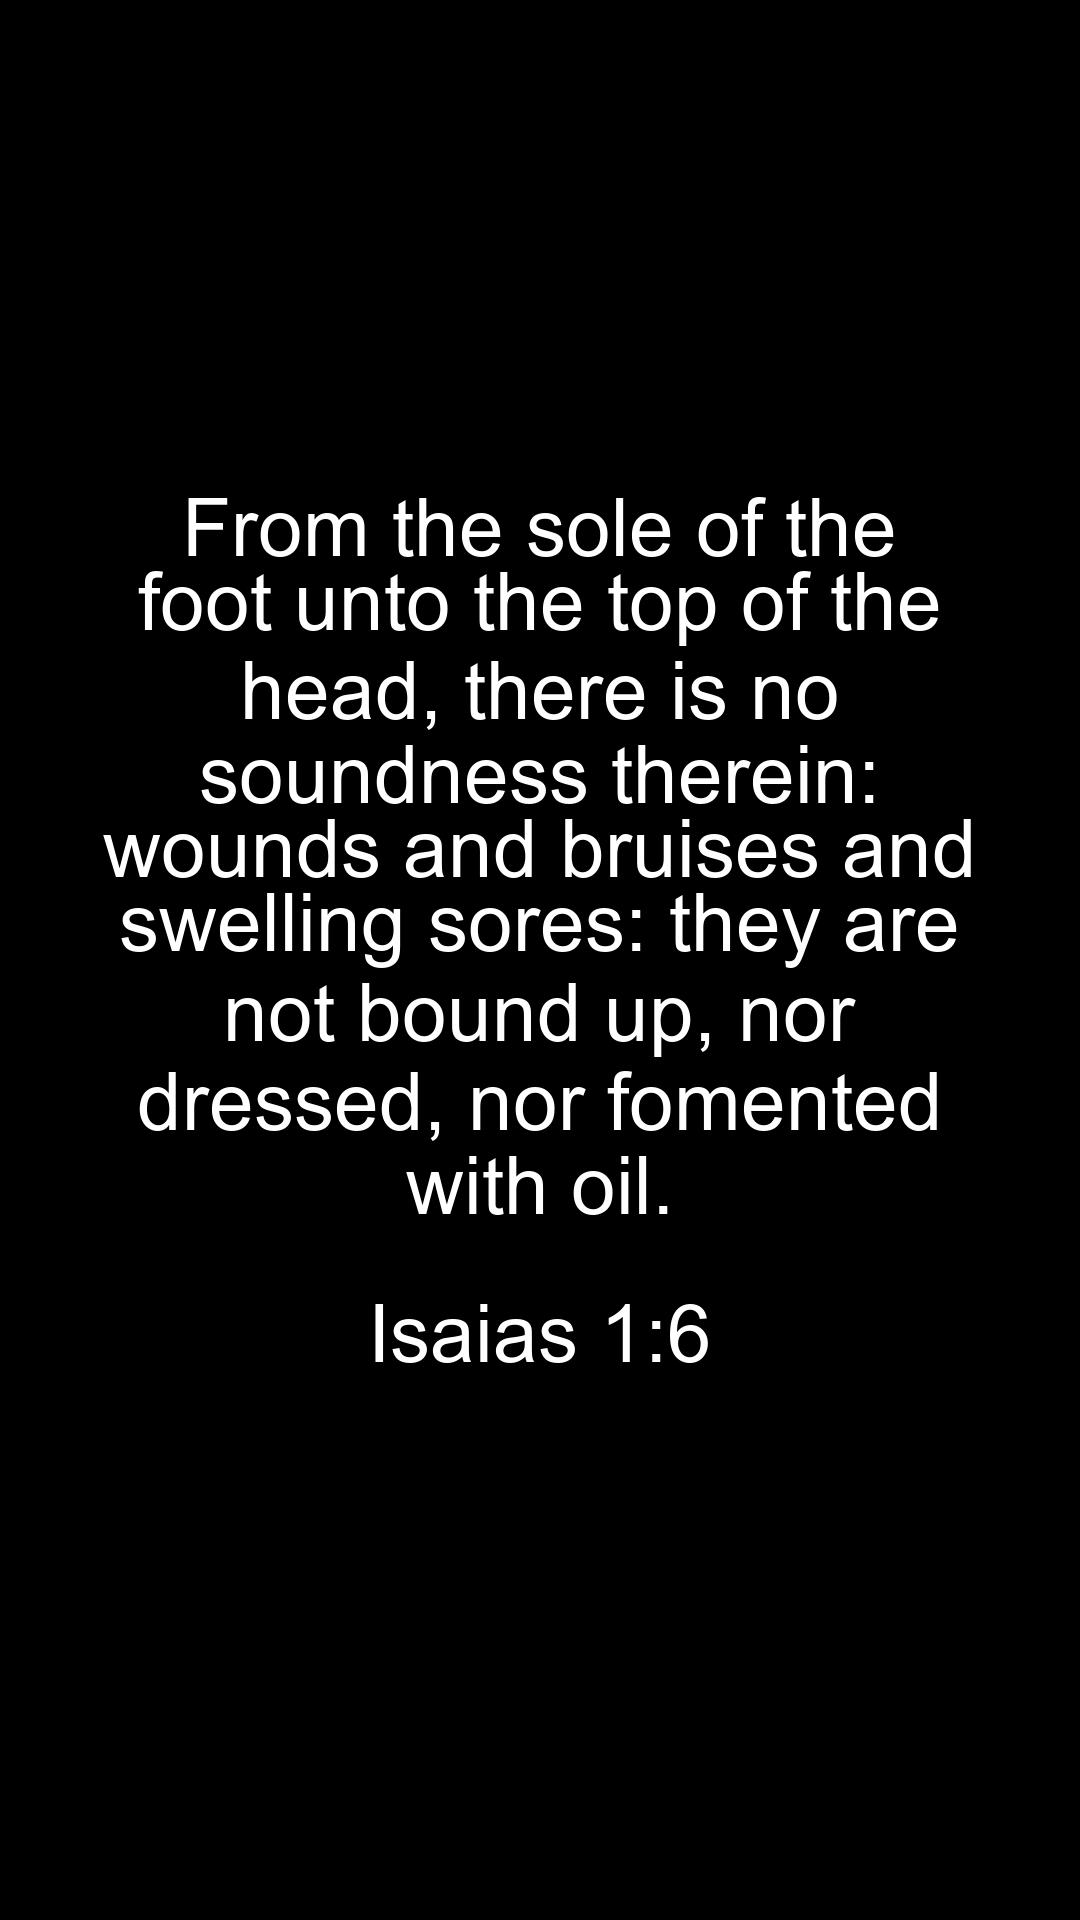 From the sole of the
foot unto the top of the
head, there is no
soundness therein:
wounds and bruises and
swelling sores: they are
not bound up, nor
dressed, nor fomented
with oil.
Isaias 1:6